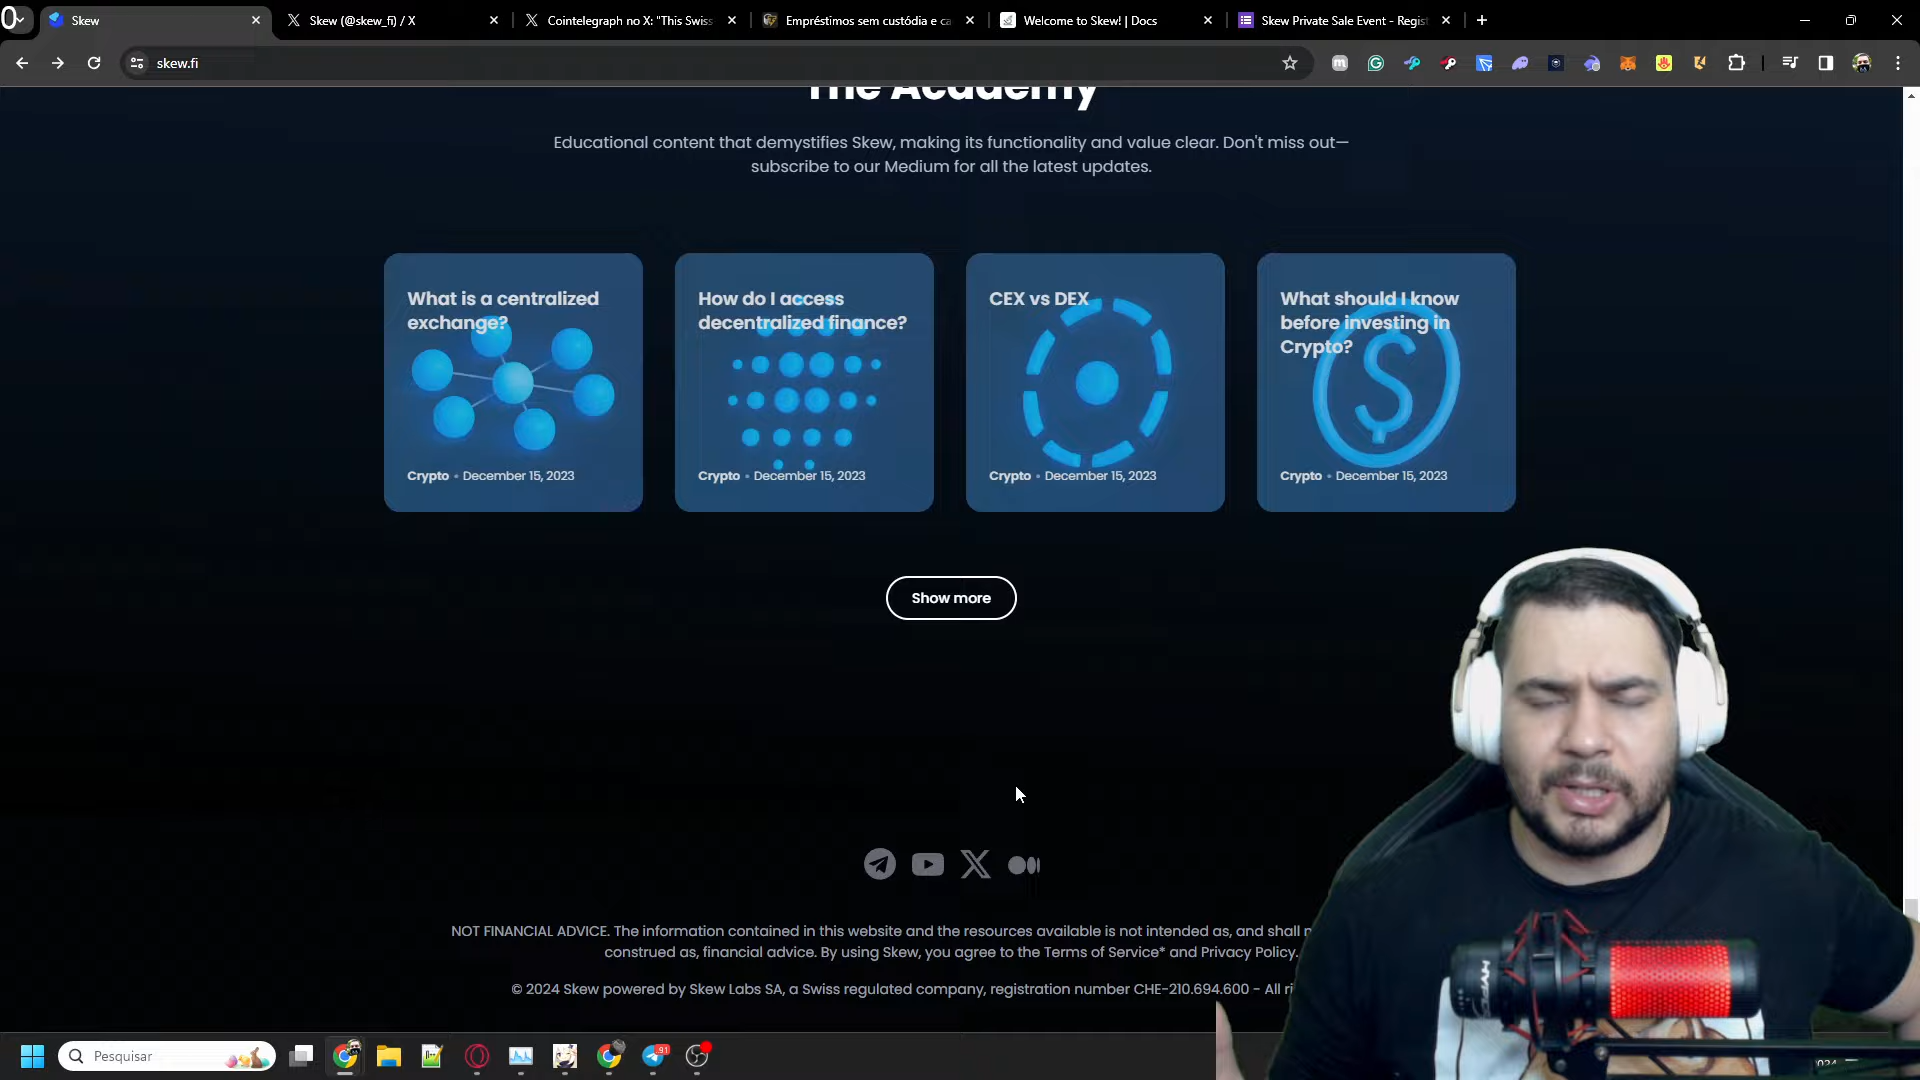 Skew
Skew (@skew_fi) / X
Cointelegraph no X: "This Swiss
Empréstimos sem custódia e ca
Welcome to Skew! | Docs
Skew Private Sale Event - Regist
skew.fi
The Academy
Educational content that demystifies Skew, making its functionality and value clear. Don't miss out—
subscribe to our Medium for all the latest updates.
What is a centralized
exchange?
Crypto • December 15, 2023
How do I access
decentralized finance?
Crypto • December 15, 2023
CEX vs DEX
Crypto • December 15, 2023
What should I know
before investing in
Crypto?
Crypto • December 15, 2023
Show more
NOT FINANCIAL ADVICE. The information contained in this website and the resources available is not intended as, and shall
construed as, financial advice. By using Skew, you agree to the Terms of Service* and Privacy Policy.
© 2024 Skew powered by Skew Labs SA, a Swiss regulated company, registration number CHE-210.694.600 - All
Pesquisar
91